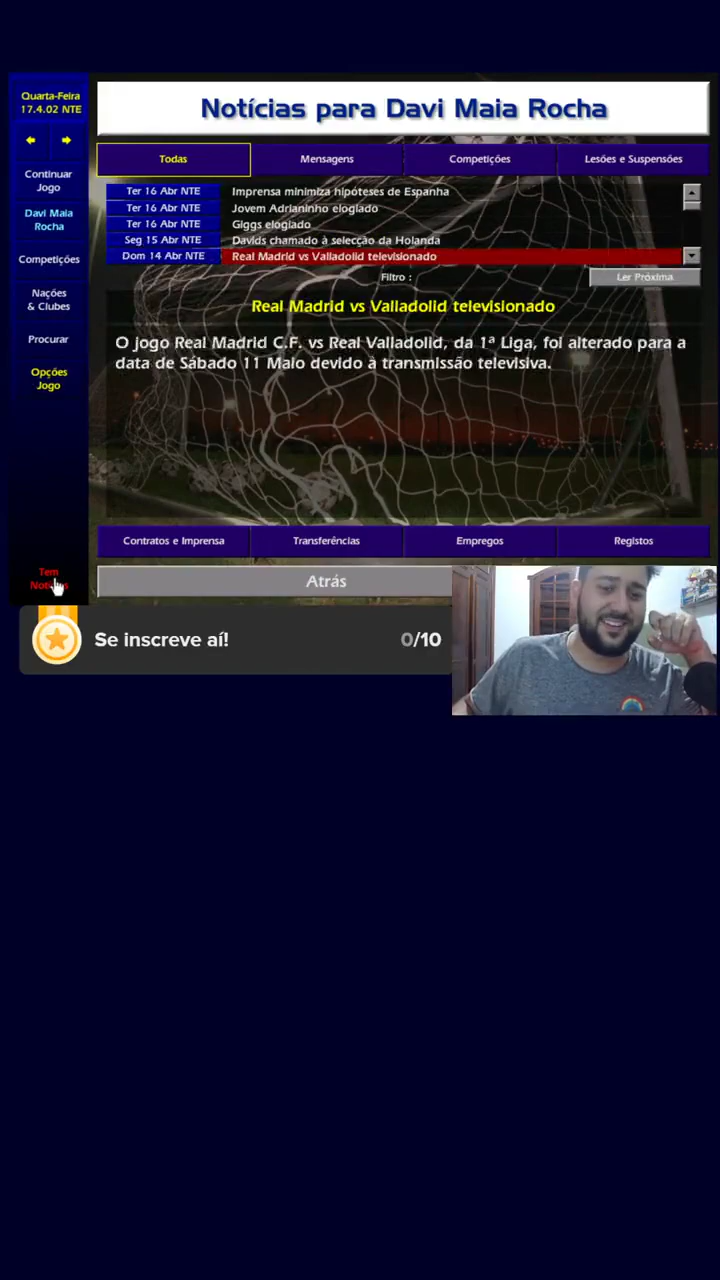 Quarta-Feira
17.4.02 NTE
Notícias para Davi Maia Rocha
Continuar
Jogo
Davi Maia
Rocha
Competições
Nações
& Clubes
Procurar
Opções
Jogo
Tem
Todas
Mensagens
Competições
Lesões e Suspensões
Ter 16 Abr NTE Imprensa minimiza hipóteses de Espanha
Ter 16 Abr NTE Jovem Adrianinho elogiado
Ter 16 Abr NTE Giggs elogiado
Seg 15 Abr NTE Davids chamado à selecção da Holanda
Dom 14 Abr NTE Real Madrid vs Valladolid televisionado
Filtro :
Ler Próxima
Real Madrid vs Valladolid televisionado
O jogo Real Madrid C.F. vs Real Valladolid, da 1ª Liga, foi alterado para a
data de Sábado 11 Maio devido à transmissão televisiva.
Contratos e Imprensa
Transferências
Empregos
Registos
Atrás
Se inscreve aí!
0/10